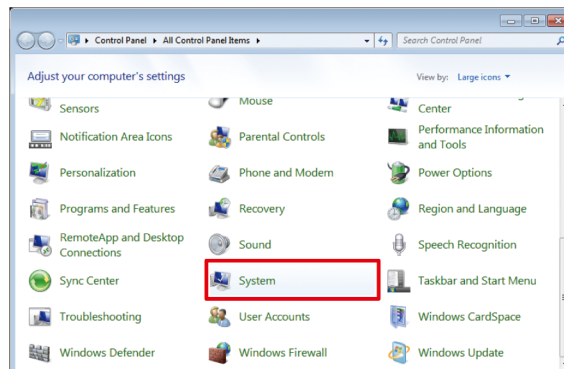 Control Panel ▸ All Control Panel Items ▸
Search Control Panel
Adjust your computer's settings
View by: Large icons
Sensors
Mouse
Center
Notification Area Icons
Parental Controls
Performance Information
and Tools
Personalization
Phone and Modem
Power Options
Programs and Features
Recovery
Region and Language
RemoteApp and Desktop
Connections
Sound
Speech Recognition
Sync Center
System
Taskbar and Start Menu
Troubleshooting
User Accounts
Windows CardSpace
Windows Defender
Windows Firewall
Windows Update